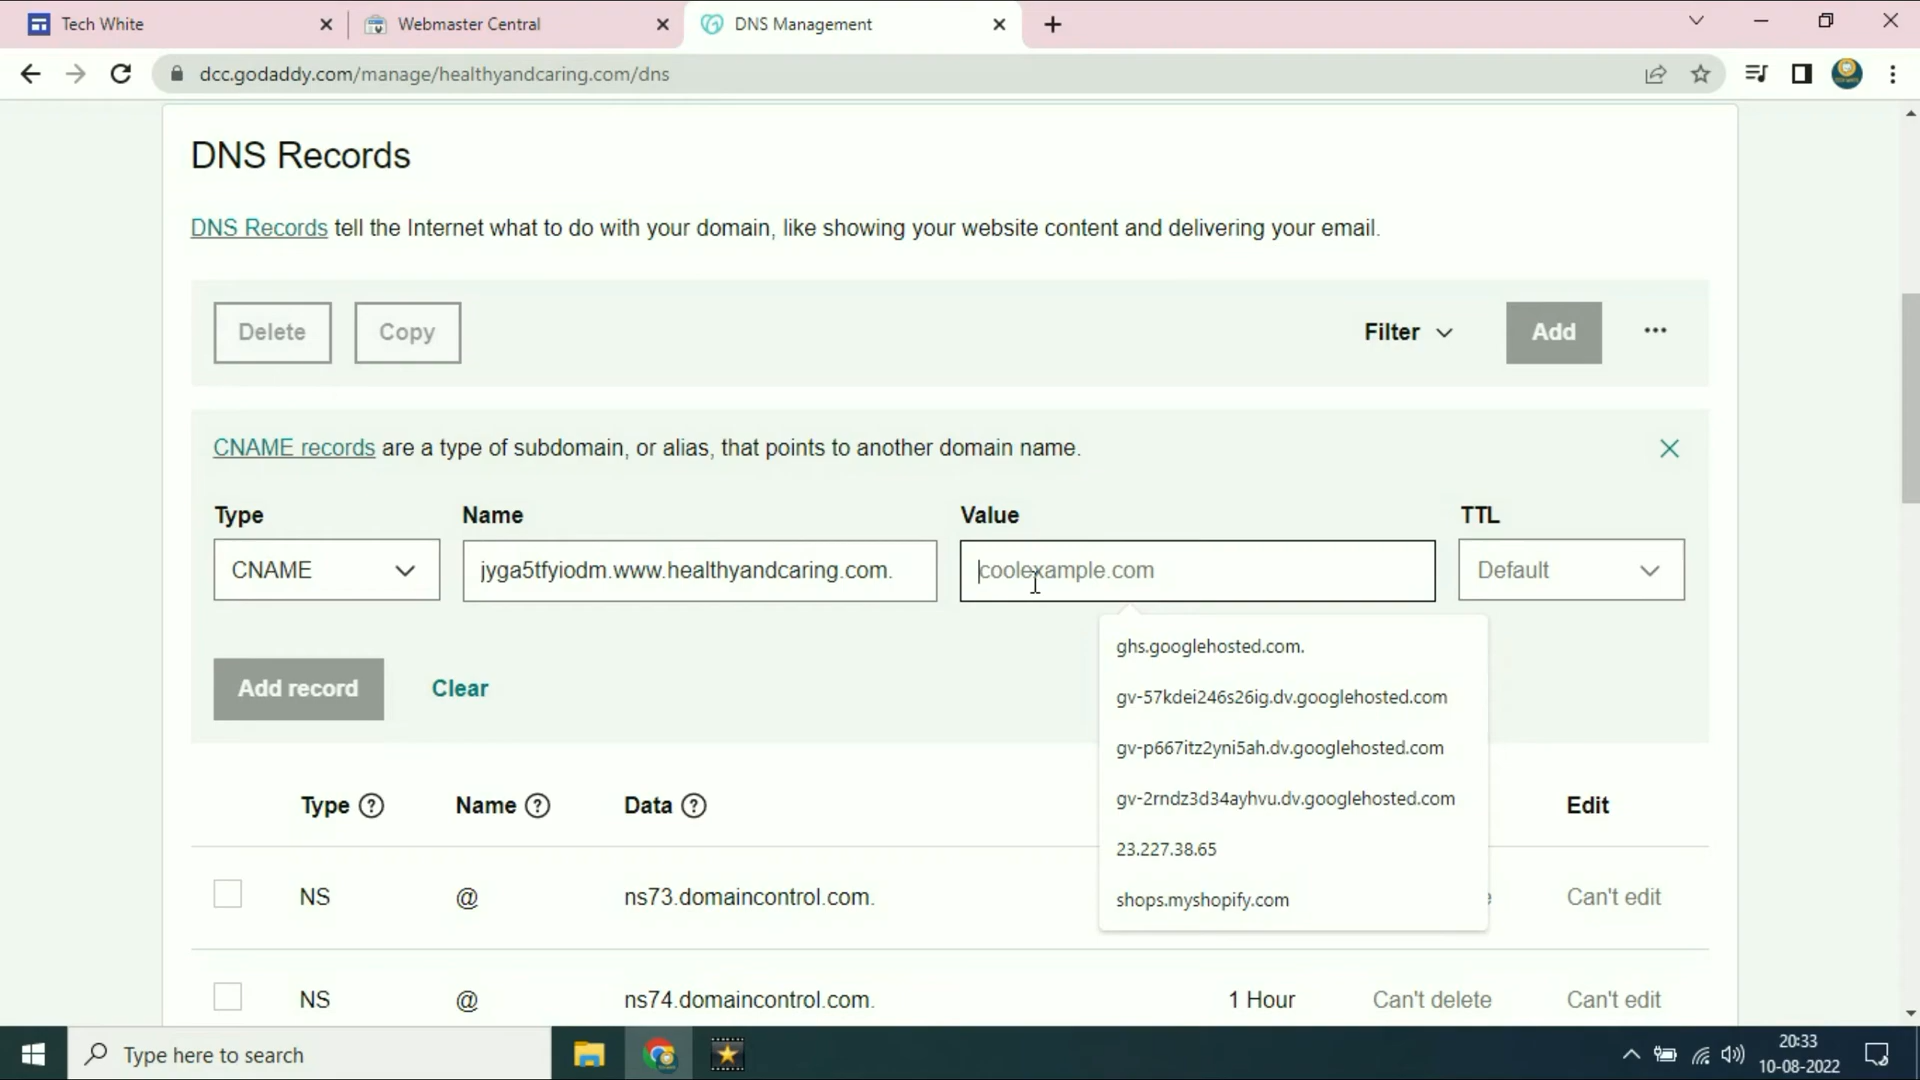 Tech White
Webmaster Central
DNS Management
dcc.godaddy.com/manage/healthyandcaring.com/dns
DNS Records
DNS Records tell the Internet what to do with your domain, like showing your website content and delivering your email.
Delete
Copy
Filter
Add
CNAME records are a type of subdomain, or alias, that points to another domain name.
Type
Name
Value
TTL
CNAME
jyga5tfyiodm.www.healthyandcaring.com.
coolexample.com
Default
ghs.googlehosted.com.
gv-57kdei246s26ig.dv.googlehosted.com
gv-p667itz2yni5ah.dv.googlehosted.com
gv-2rndz3d34ayhvu.dv.googlehosted.com
23.227.38.65
shops.myshopify.com
Add record
Clear
Type ?
Name ?
Data ?
Edit
NS
@
ns73.domaincontrol.com.
Can't edit
NS
@
ns74.domaincontrol.com.
1 Hour
Can't delete
Can't edit
Type here to search
20:33
10-08-2022